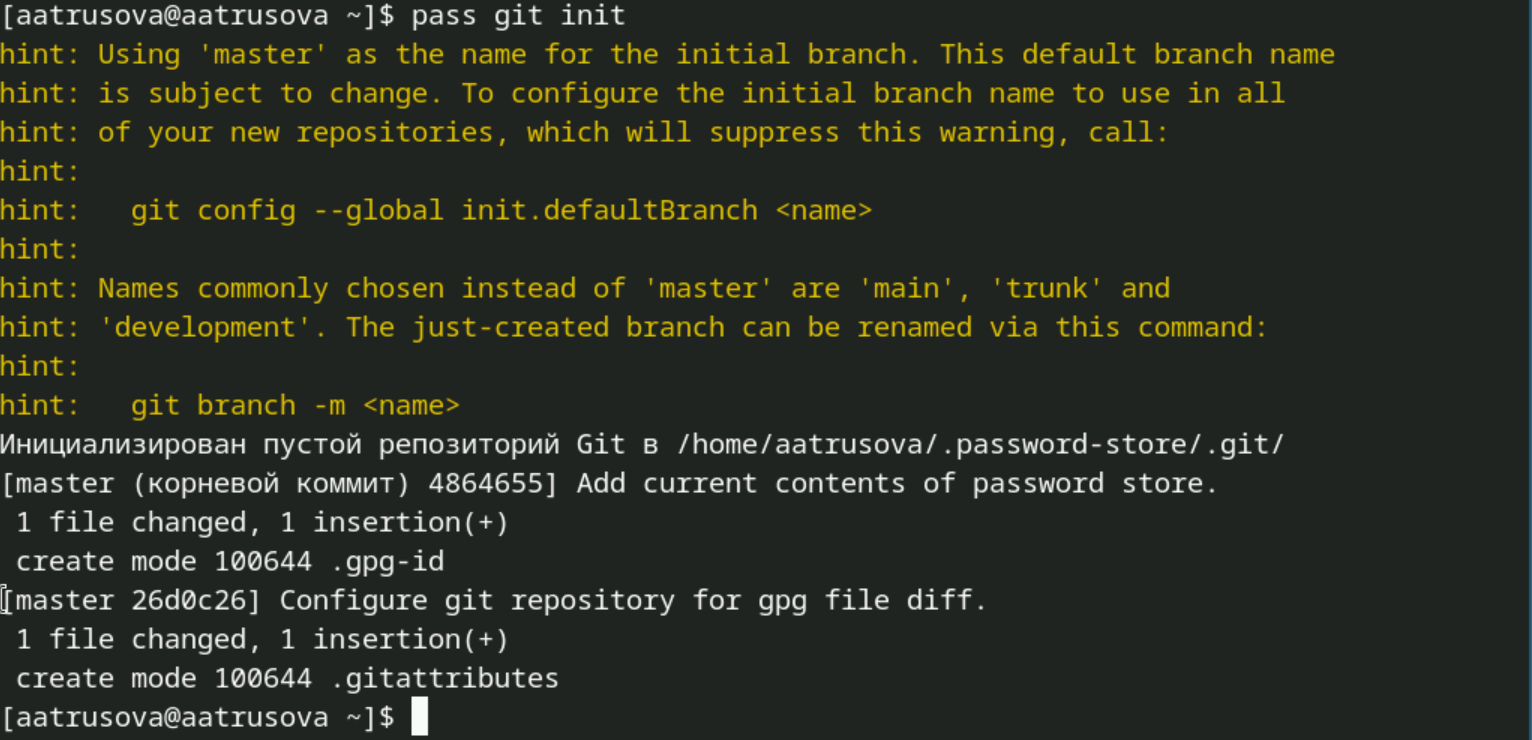 [aatrusova@aatrusova ~]$ pass git init
hint: Using 'master' as the name for the initial branch. This default branch name
hint: is subject to change. To configure the initial branch name to use in all
hint: of your new repositories, which will suppress this warning, call:
hint:
hint:   git config --global init.defaultBranch <name>
hint:
hint: Names commonly chosen instead of 'master' are 'main', 'trunk' and
hint: 'development'. The just-created branch can be renamed via this command:
hint:
hint:   git branch -m <name>
Инициализирован пустой репозиторий Git в /home/aatrusova/.password-store/.git/
[master (корневой коммит) 4864655] Add current contents of password store.
 1 file changed, 1 insertion(+)
 create mode 100644 .gpg-id
[master 26d0c26] Configure git repository for gpg file diff.
 1 file changed, 1 insertion(+)
 create mode 100644 .gitattributes
[aatrusova@aatrusova ~]$